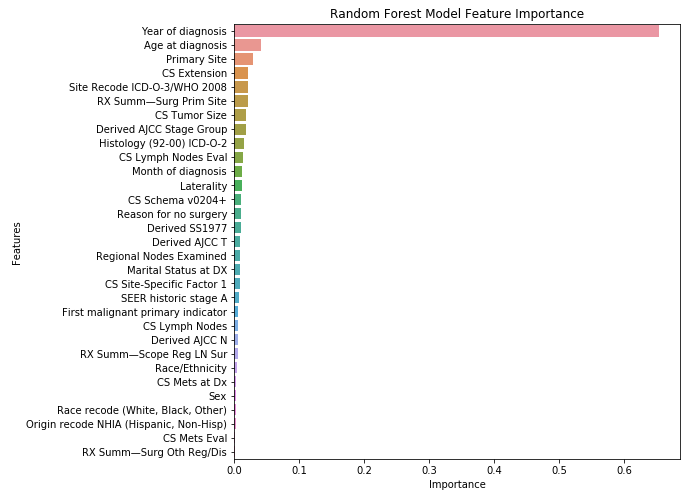 Random Forest Model Feature Importance
Year of diagnosis
Age at diagnosis
Primary Site
CS Extension
Site Recode ICD-O-3/WHO 2008
RX Summ—Surg Prim Site
CS Tumor Size
Derived AJCC Stage Group
Histology (92-00) ICD-O-2
CS Lymph Nodes Eval
Month of diagnosis
Laterality
CS Schema v0204+
Reason for no surgery
Derived SS1977
Derived AJCC T
Regional Nodes Examined
Marital Status at DX
CS Site-Specific Factor 1
SEER historic stage A
First malignant primary indicator
CS Lymph Nodes
Derived AJCC N
RX Summ—Scope Reg LN Sur
Race/Ethnicity
CS Mets at Dx
Sex
Race recode (White, Black, Other)
Origin recode NHIA (Hispanic, Non-Hisp)
CS Mets Eval
RX Summ—Surg Oth Reg/Dis
Features
0.0 0.1 0.2 0.3 0.4 0.5 0.6
Importance